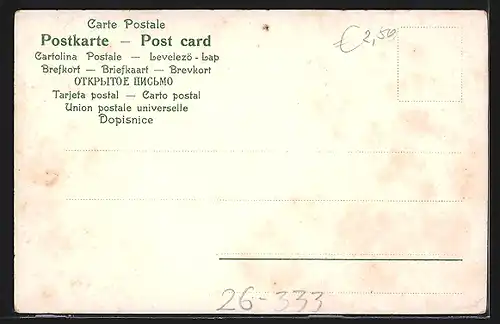 Carte Postale
Postkarte — Post card
Cartolina Postale — Levelező-Lap
Brefkort — Briefkaart — Brevkort
ОТКРЫТОЕ ПИСЬМО
Tarjeta postal — Carto postal
Union postale universelle
Dopisnice
€ 2,50
26-333